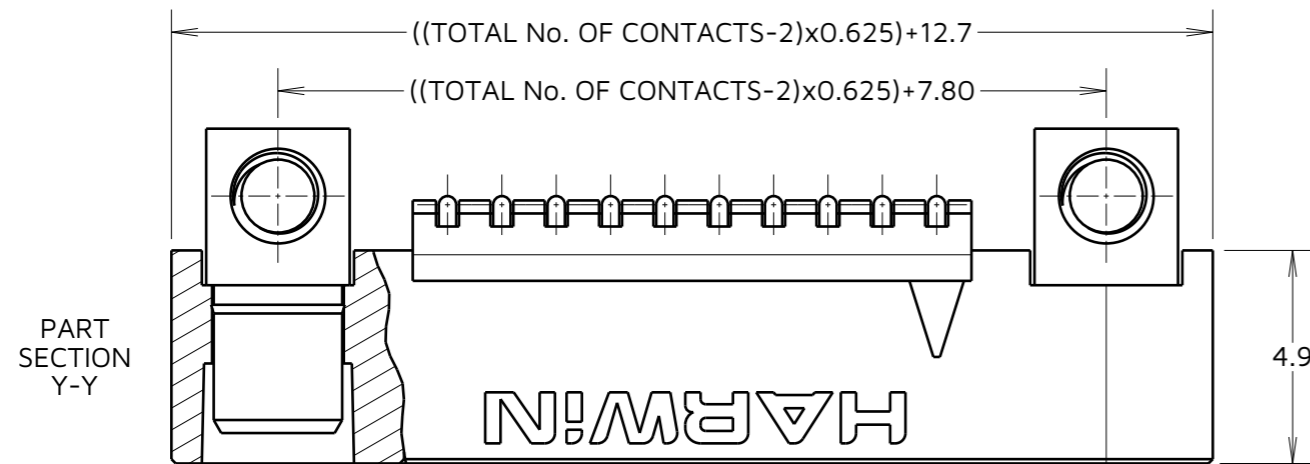 ((TOTAL No. OF CONTACTS-2)x0.625)+12.7
((TOTAL No. OF CONTACTS-2)x0.625)+7.80
PART
SECTION
Y-Y
4.9
HARWiN